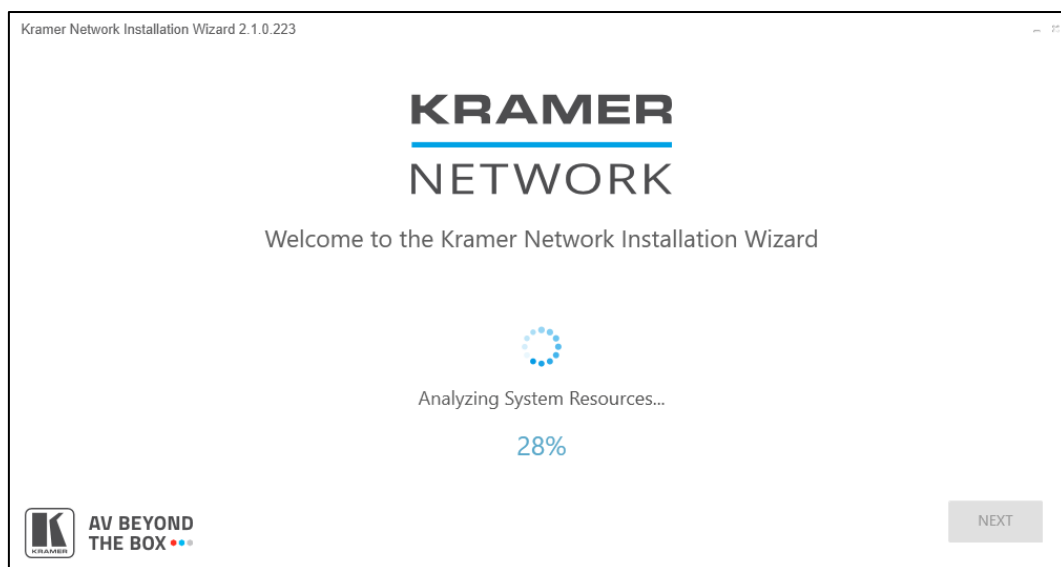 Kramer Network Installation Wizard 2.1.0.223
KRAMER
NETWORK
Welcome to the Kramer Network Installation Wizard
Analyzing System Resources...
28%
KRAMER
AV BEYOND
THE BOX
NEXT